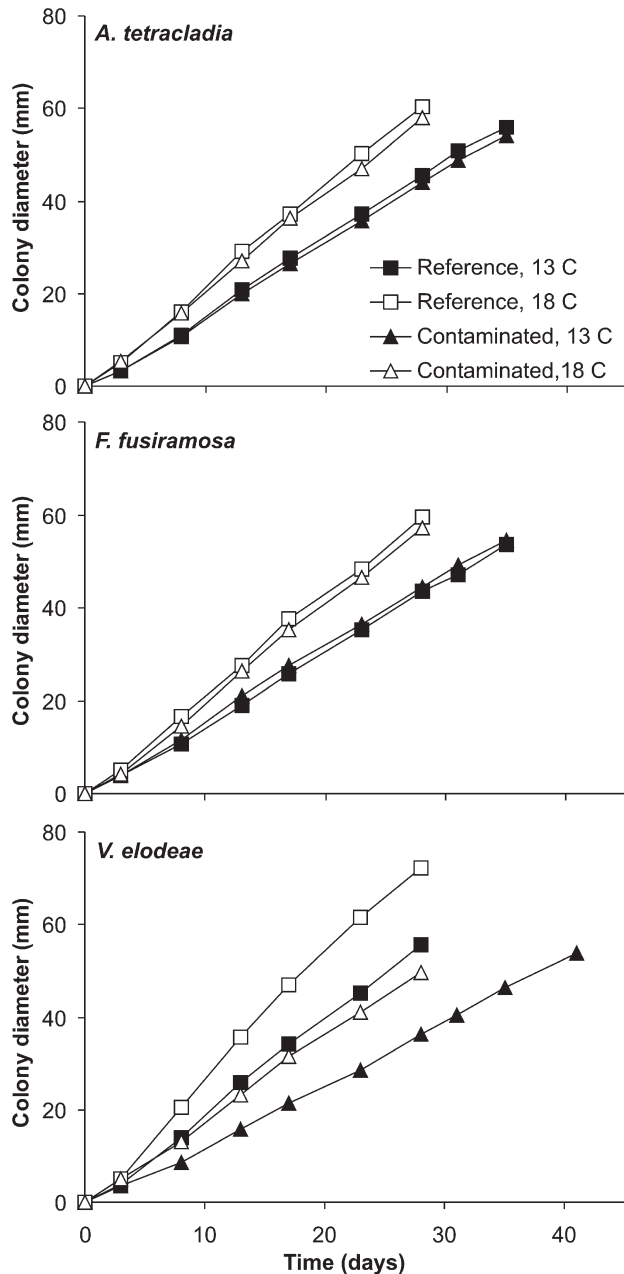 80
A. tetracladia
60
40
20
0
Colony diameter (mm)
Reference, 13 C
Reference, 18 C
Contaminated, 13 C
Contaminated,18 C
80
F. fusiramosa
60
40
20
0
Colony diameter (mm)
80
V. elodeae
60
40
20
0
Colony diameter (mm)
0 10 20 30 40
Time (days)